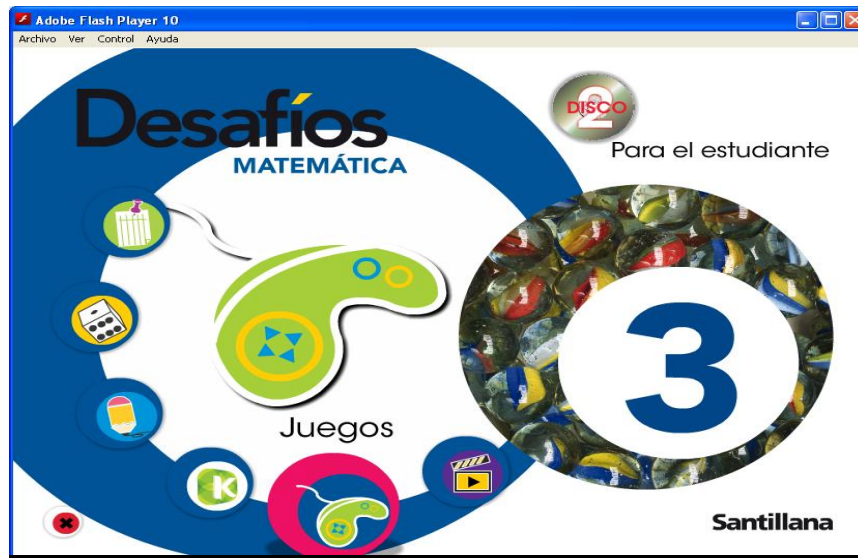 Adobe Flash Player 10
Archivo Ver Control Ayuda
Desafíos
MATEMÁTICA
DISCO
2
Para el estudiante
3
Juegos
K
Santillana